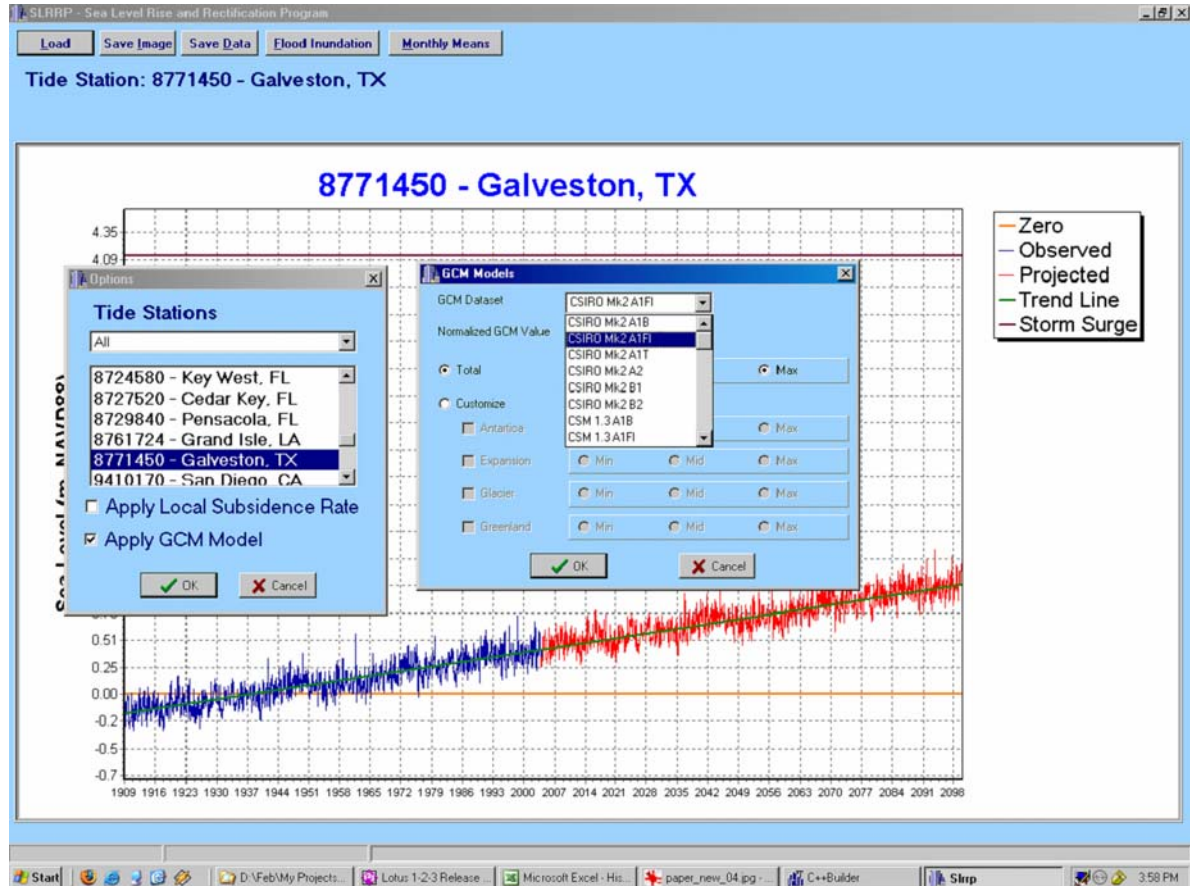 SLRRP - Sea Level Rise and Rectification Program
Load Save Image Save Data Flood Inundation Monthly Means
Tide Station: 8771450 - Galveston, TX
8771450 - Galveston, TX
4.35
4.09
Zero
Observed
Projected
Trend Line
Storm Surge
Options
Tide Stations
All
8724580 - Key West, FL
8727520 - Cedar Key, FL
8729840 - Pensacola, FL
8761724 - Grand Isle, LA
8771450 - Galveston, TX
9410170 - San Diego, CA
Apply Local Subsidence Rate
Apply GCM Model
OK Cancel
GCM Models
GCM Dataset CSIRO Mk2 A1FI
Normalized GCM Value
CSIRO Mk2 A1B
CSIRO Mk2 A1FI
CSIRO Mk2 A1T
CSIRO Mk2 A2
CSIRO Mk2 B1
CSIRO Mk2 B2
CSM 1.3 A1B
CSM 1.3 A1FI
Total Max
Customize
Antartica Max
Expansion Min Mid Max
Glacier Min Mid Max
Greenland Min Mid Max
OK Cancel
0.51
0.25
0.00
-0.2
-0.5
-0.7
1909 1916 1923 1930 1937 1944 1951 1958 1965 1972 1979 1986 1993 2000 2007 2014 2021 2028 2035 2042 2049 2056 2063 2070 2077 2084 2091 2098
Start D:\Feb\My Projects... Lotus 1-2-3 Release ... Microsoft Excel - His... paper_new_04.jpg - ... C++Builder Slrrp 3:58 PM